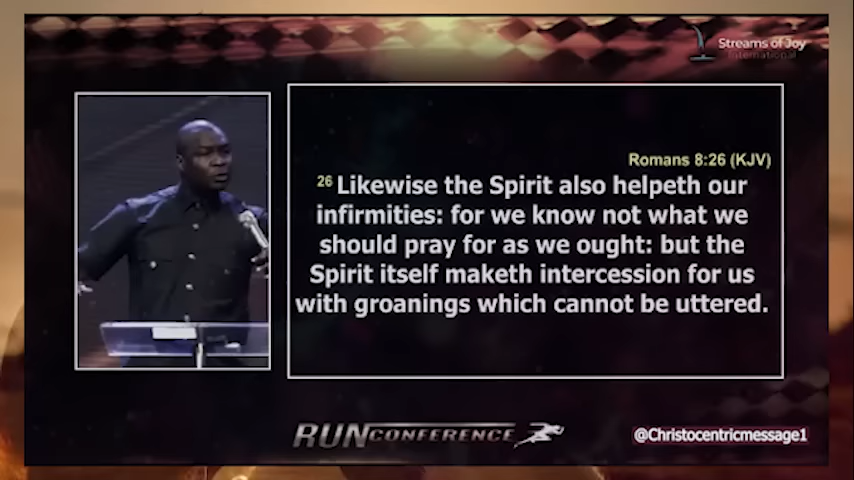 Streams of Joy
International
Romans 8:26 (KJV)
26 Likewise the Spirit also helpeth our
infirmities: for we know not what we
should pray for as we ought: but the
Spirit itself maketh intercession for us
with groanings which cannot be uttered.
RUN CONFERENCE
@Christocentricmessage1